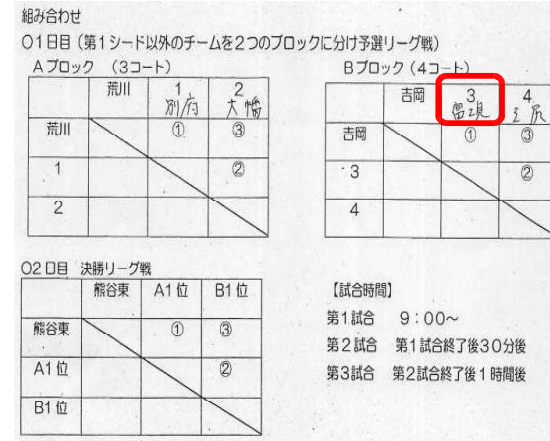 組み合わせ
○1日目（第1シード以外のチームを2つのブロックに分け予選リーグ戦）
Aブロック　（3コート）
荒川　1　2
別府　大幡
荒川　①　③
1　②
2
Bブロック（4コート）
吉岡　3　4
吉岡　①　③
3　②
4
○2日目　決勝リーグ戦
熊谷東　A1位　B1位
熊谷東　①　③
A1位　②
B1位
【試合時間】
第1試合　9：00～
第2試合　第1試合終了後30分後
第3試合　第2試合終了後1時間後